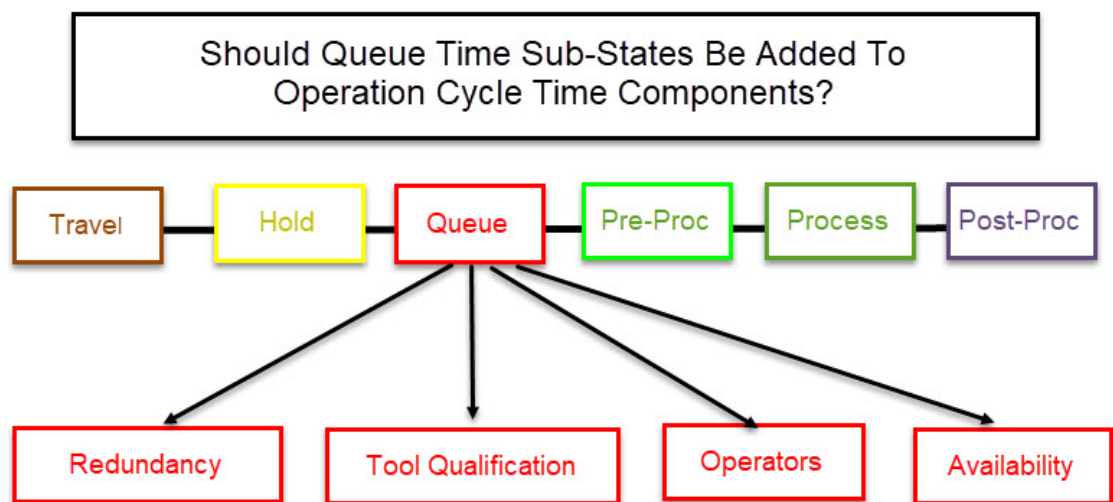 Should Queue Time Sub-States Be Added To
Operation Cycle Time Components?
Travel
Hold
Queue
Pre-Proc
Process
Post-Proc
Redundancy
Tool Qualification
Operators
Availability